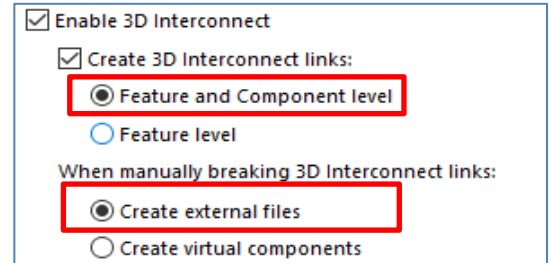 Enable 3D Interconnect
Create 3D Interconnect links:
Feature and Component level
Feature level
When manually breaking 3D Interconnect links:
Create external files
Create virtual components